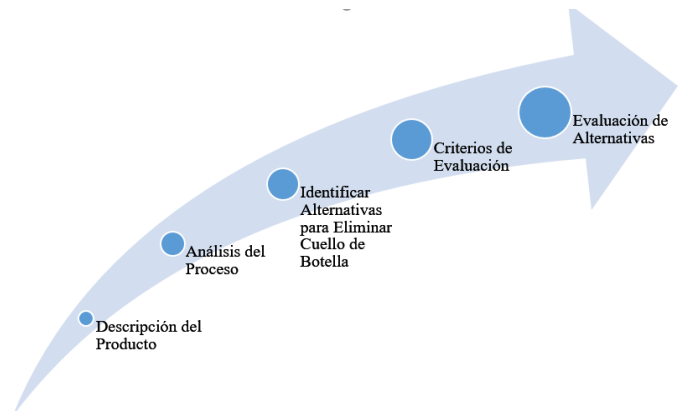 Descripción del
Producto
Análisis del
Proceso
Identificar
Alternativas
para Eliminar
Cuello de
Botella
Criterios de
Evaluación
Evaluación de
Alternativas